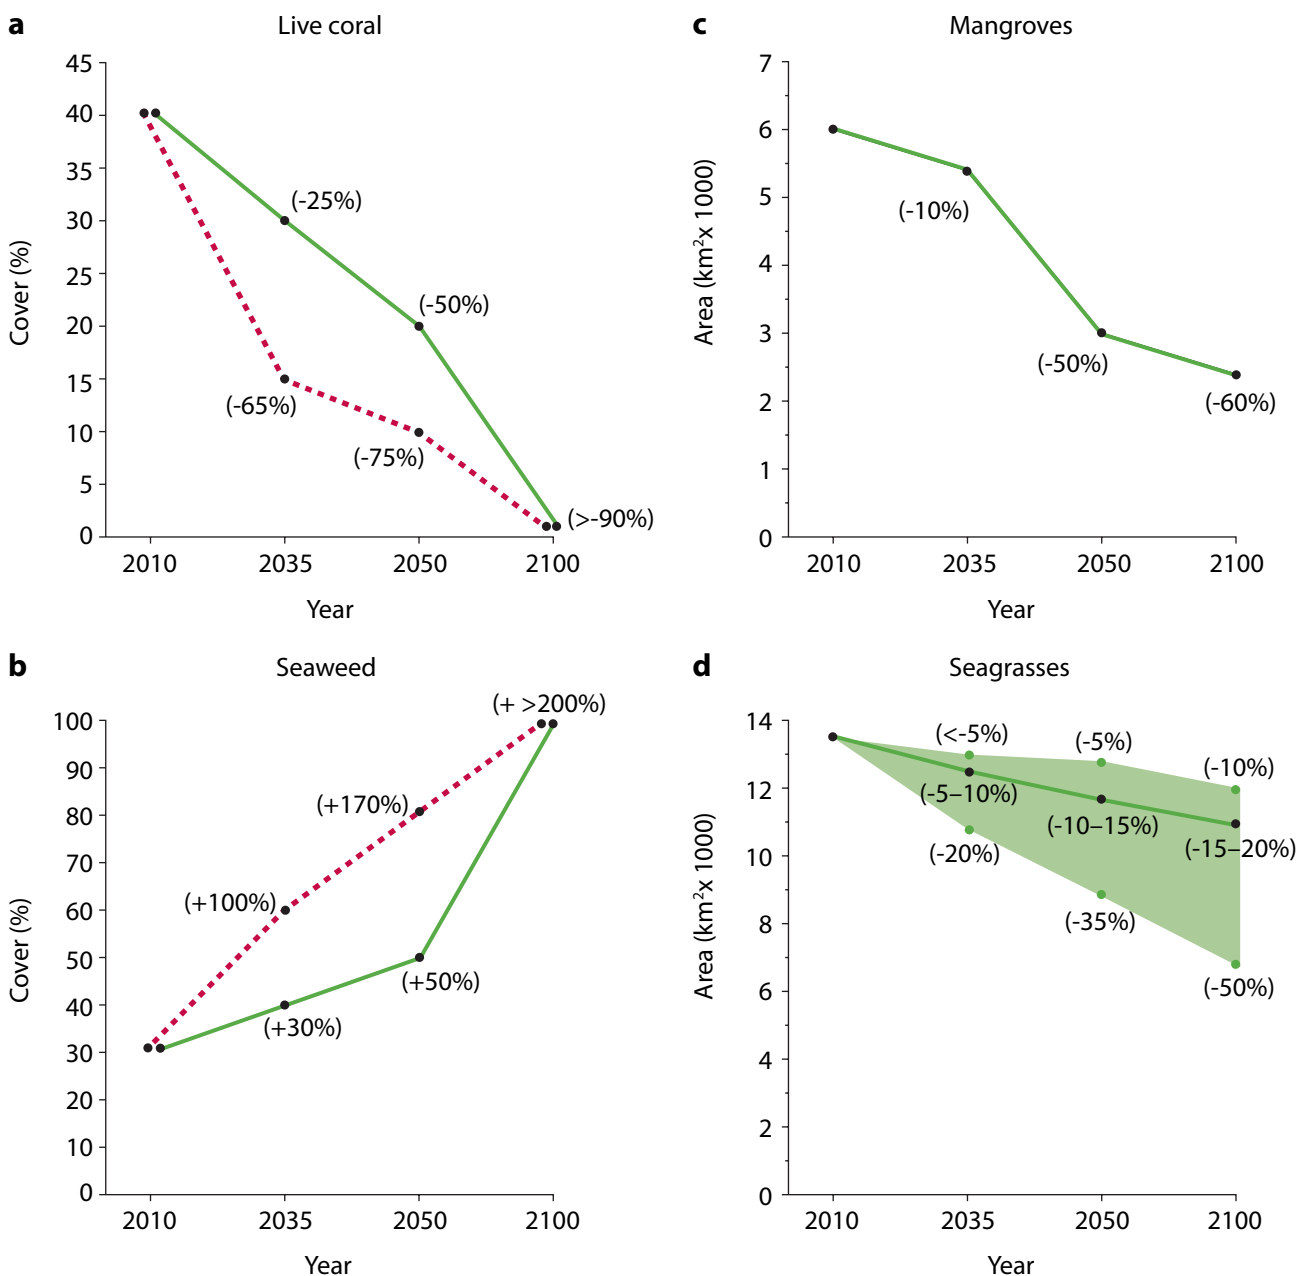 a
Live coral
45
40
35
30
25
20
15
10
5
0
Cover (%)
(-25%)
(-50%)
(-65%)
(-75%)
(>-90%)
2010 2035 2050 2100
Year
c
Mangroves
7
6
5
4
3
2
1
0
Area (km²x 1000)
(-10%)
(-50%)
(-60%)
2010 2035 2050 2100
Year
b
Seaweed
100
90
80
70
60
50
40
30
20
10
0
Cover (%)
(+ >200%)
(+170%)
(+100%)
(+50%)
(+30%)
2010 2035 2050 2100
Year
d
Seagrasses
14
12
10
8
6
4
2
0
Area (km²x 1000)
(<-5%)
(-5%)
(-10%)
(-5–10%)
(-10–15%)
(-15–20%)
(-20%)
(-35%)
(-50%)
2010 2035 2050 2100
Year